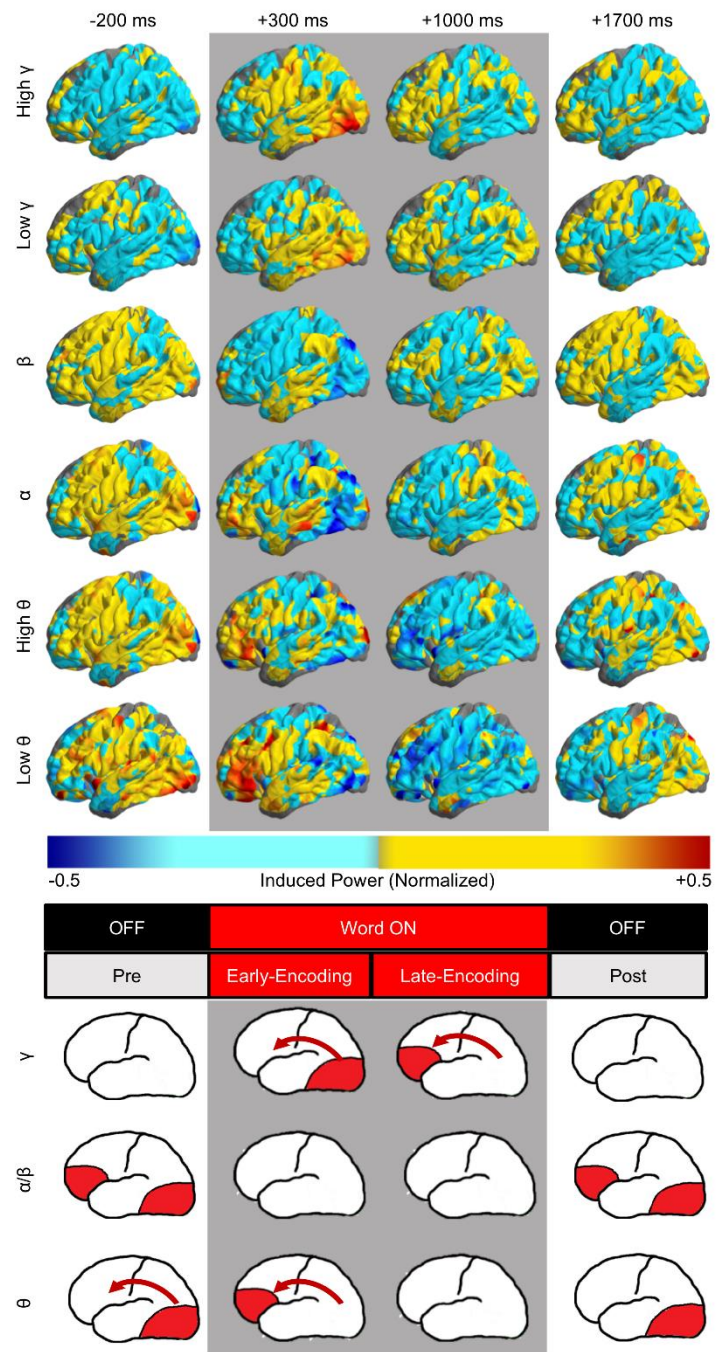 -200 ms +300 ms +1000 ms +1700 ms
High γ
Low γ
β
α
High θ
Low θ
-0.5 Induced Power (Normalized) +0.5
OFF Word ON OFF
Pre Early-Encoding Late-Encoding Post
γ
α/β
θ